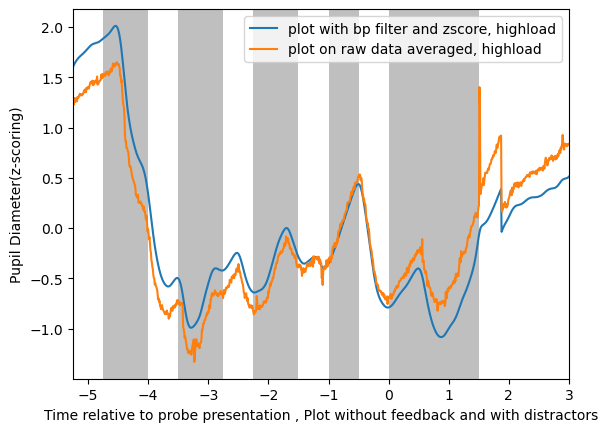 plot with bp filter and zscore, highload
plot on raw data averaged, highload
Pupil Diameter(z-scoring)
2.0
1.5
1.0
0.5
0.0
−0.5
−1.0
−5 −4 −3 −2 −1 0 1 2 3
Time relative to probe presentation , Plot without feedback and with distractors